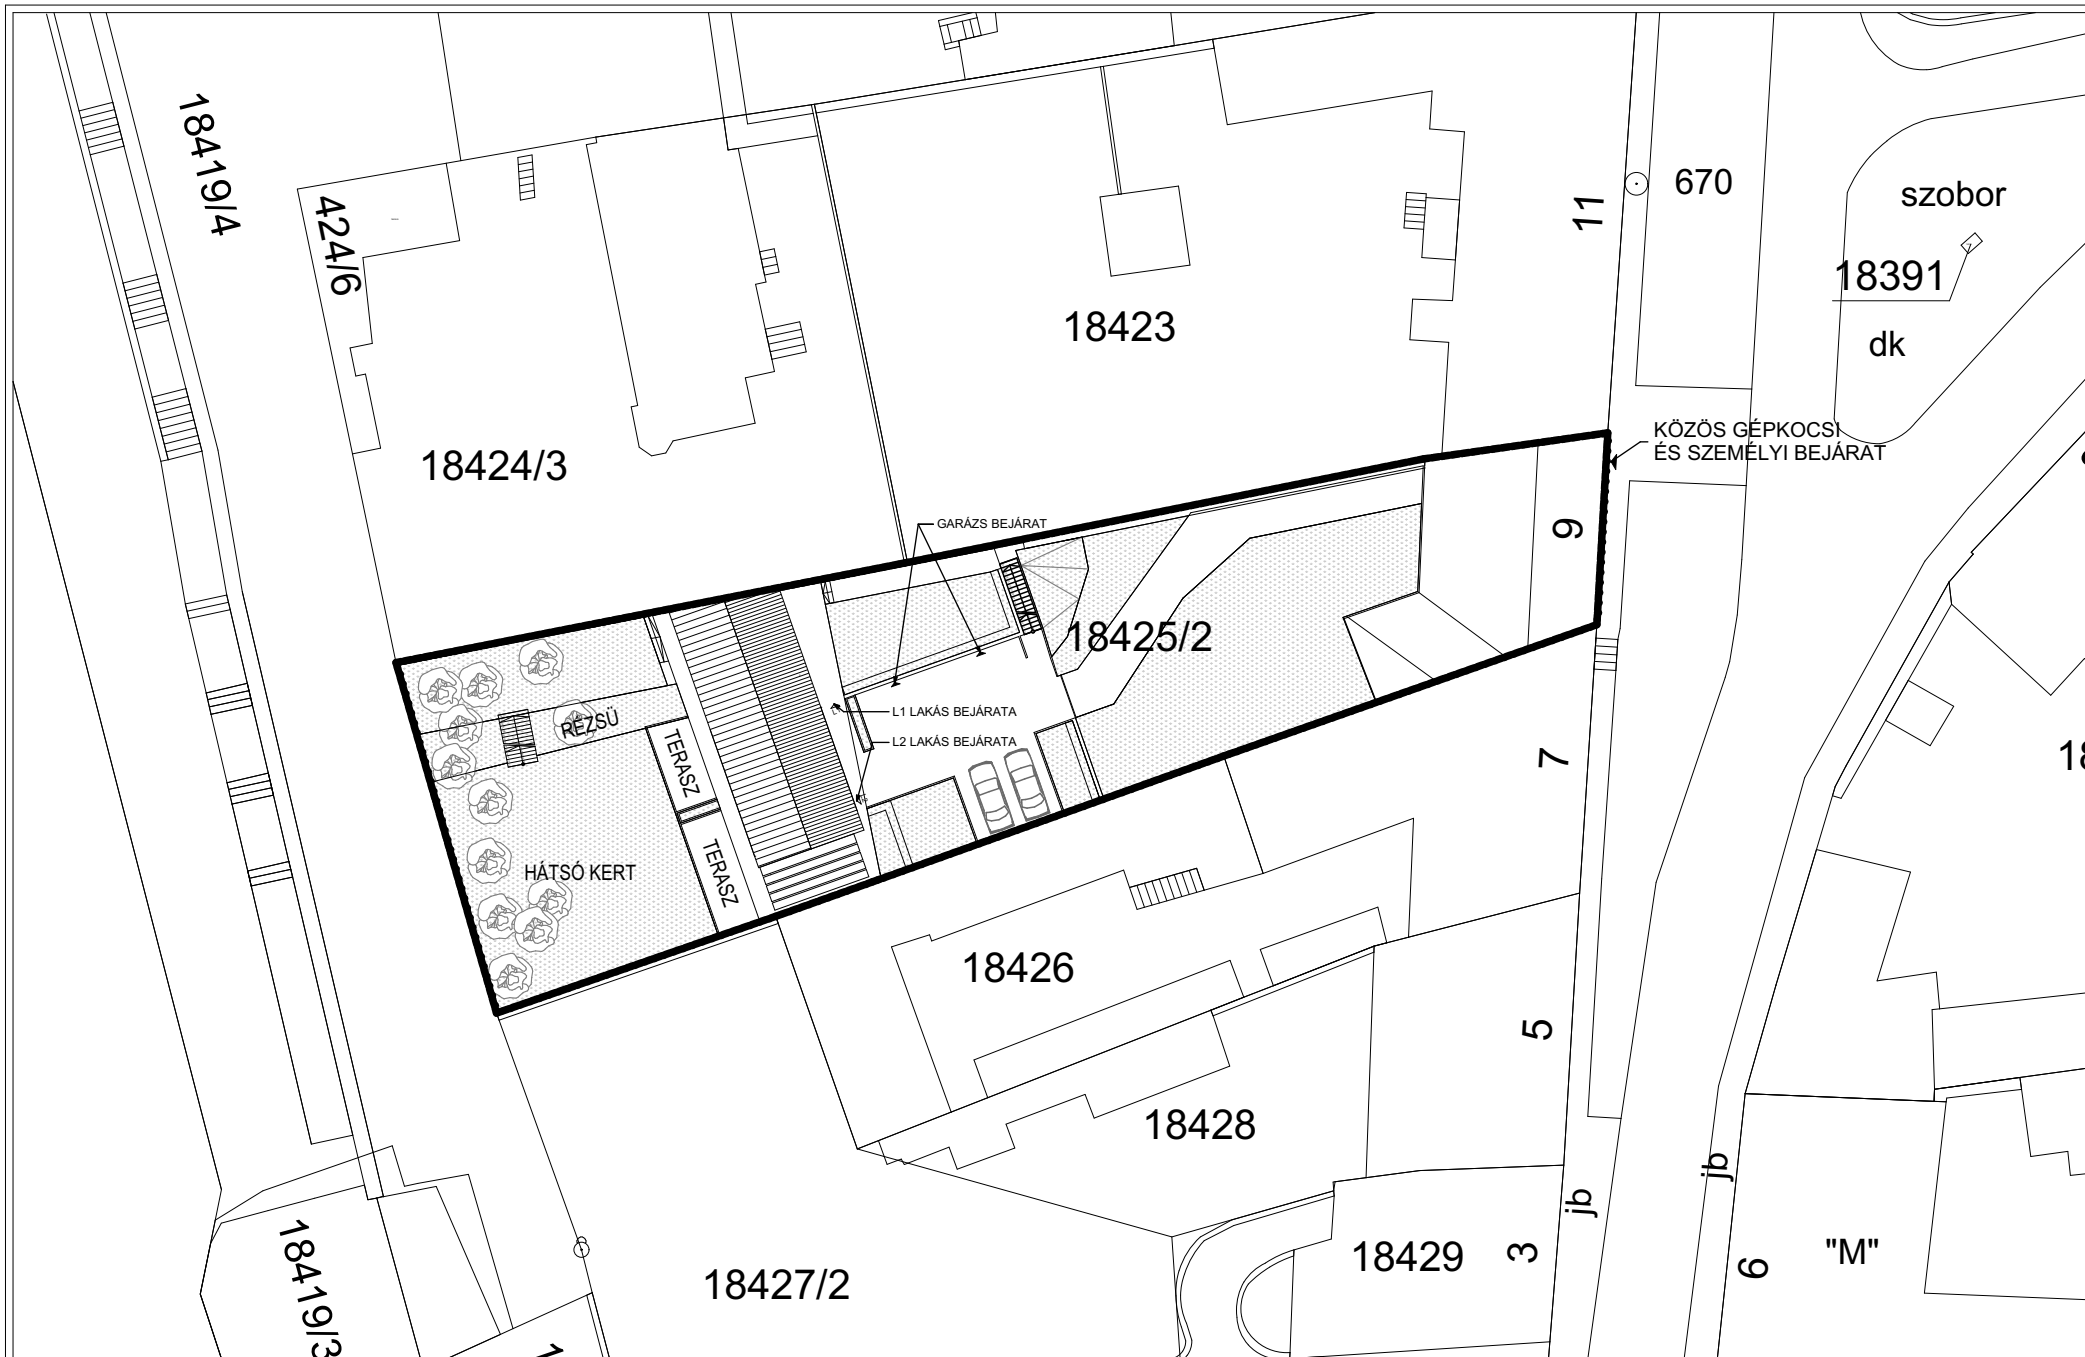 18419/4
424/6
11
670
szobor
18391
dk
18423
18424/3
KÖZÖS GÉPKOCSI
ÉS SZEMÉLYI BEJÁRAT
GARÁZS BEJÁRAT
9
18425/2
L1 LAKÁS BEJÁRATA
L2 LAKÁS BEJÁRATA
RÉZSŰ
TERASZ
TERASZ
HÁTSÓ KERT
7
18426
5
18428
jb
jb
18419/3
18427/2
18429
3
6
"M"